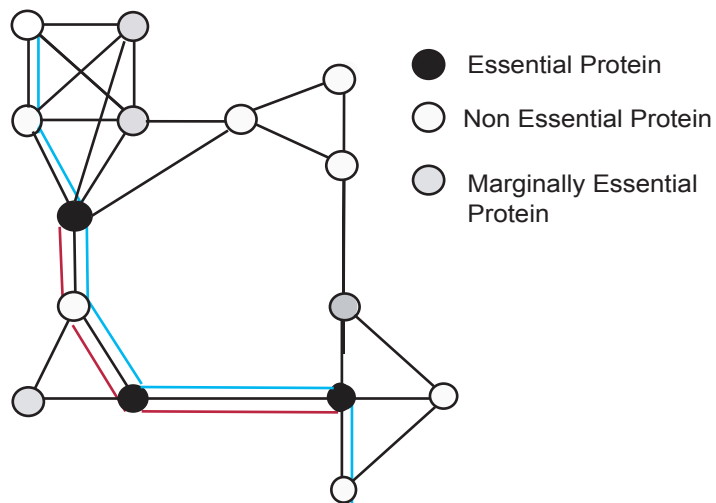 Essential Protein
Non Essential Protein
Marginally Essential
Protein